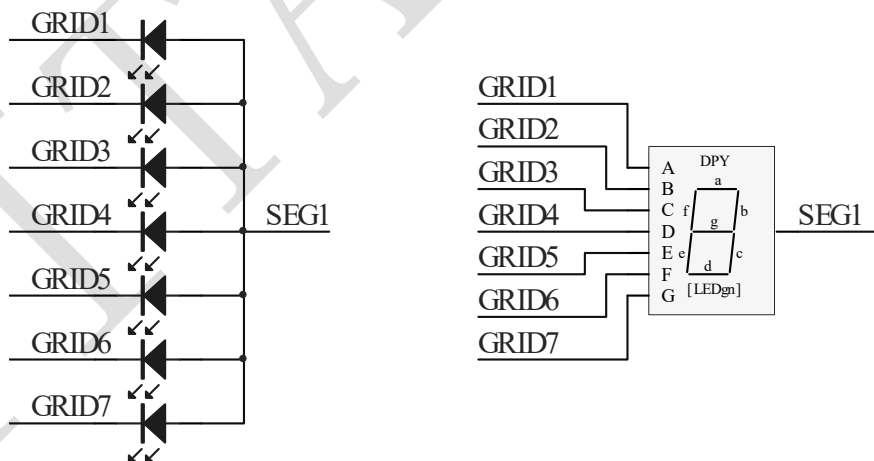 GRID1
GRID2
GRID3
GRID4
GRID5
GRID6
GRID7
SEG1
GRID1
GRID2
GRID3
GRID4
GRID5
GRID6
GRID7
A
B
C
D
E
F
G
DPY
a
f b
g
e c
d
[LEDgn]
SEG1